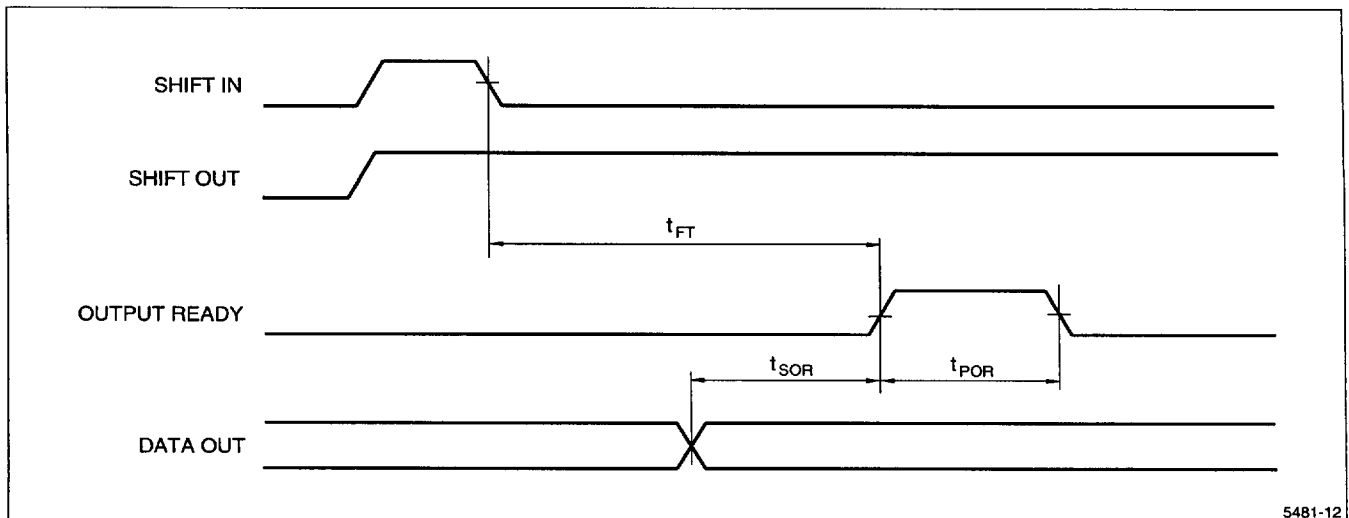 SHIFT IN
SHIFT OUT
tFT
OUTPUT READY
tSOR
tPOR
DATA OUT
5481-12